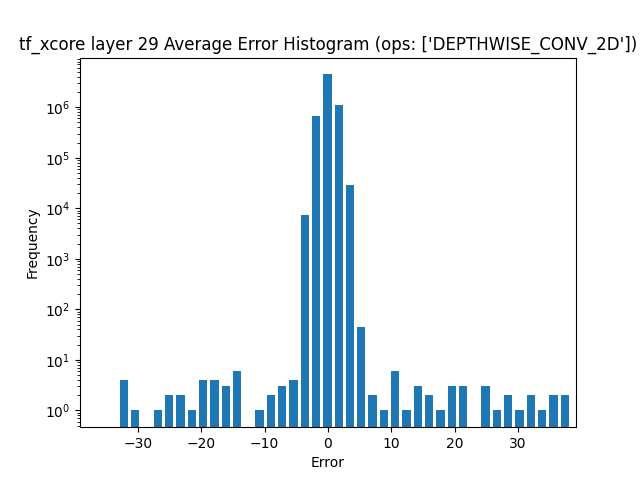 tf_xcore layer 29 Average Error Histogram (ops: ['DEPTHWISE_CONV_2D'])
Frequency
10⁶
10⁵
10⁴
10³
10²
10¹
10⁰
−30 −20 −10 0 10 20 30
Error